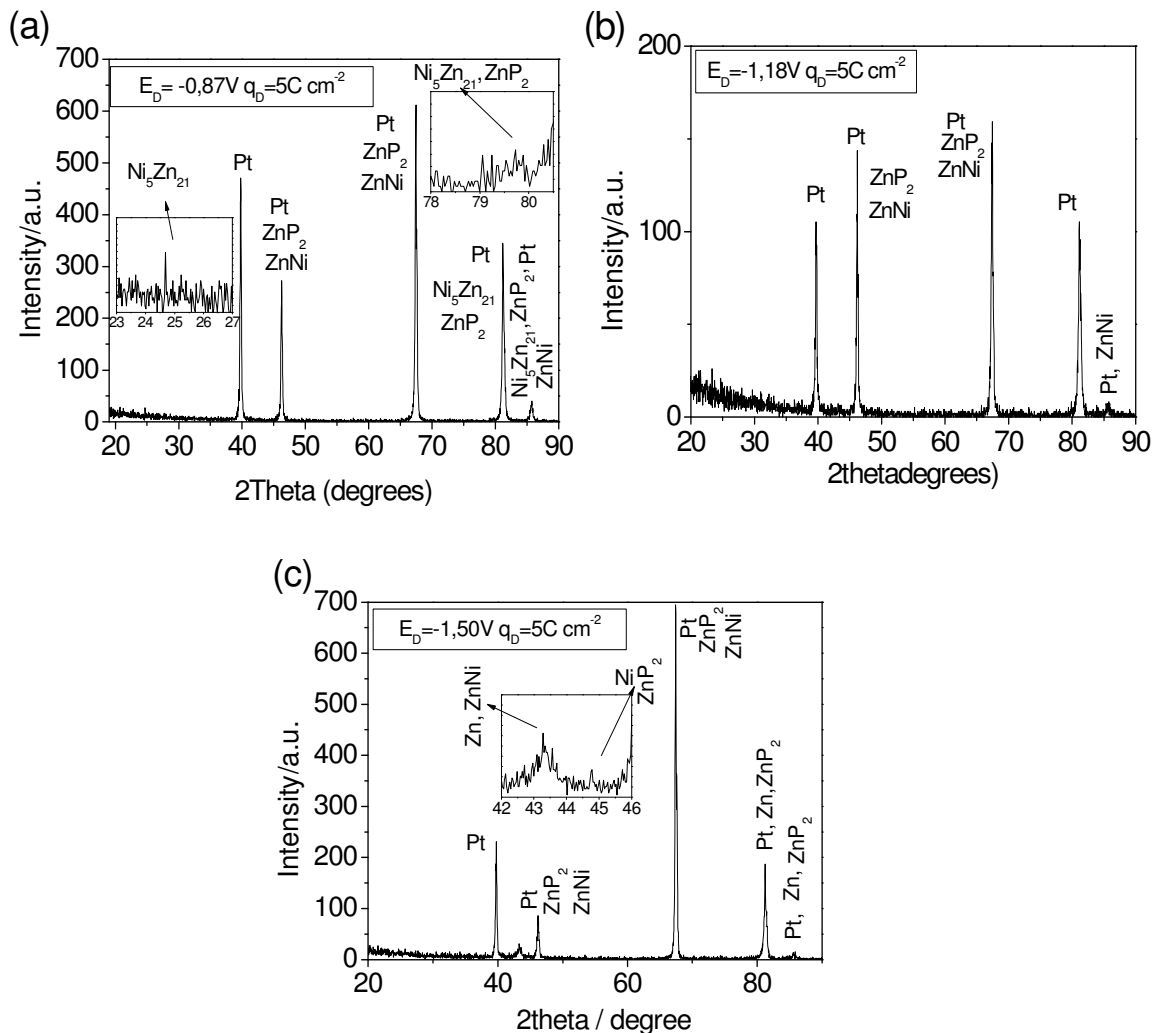 (a)
E_D= -0,87V q_D=5C cm^-2
Intensity/a.u.
700
600
500
400
300
200
100
0
Ni_5Zn_21
23 24 25 26 27
Pt
Pt
ZnP_2
ZnNi
Pt
ZnP_2
ZnNi
Ni_5Zn_21,ZnP_2
78 79 80
Pt
Ni_5Zn_21
ZnP_2
Ni_5Zn_21, ZnP_2, Pt
ZnNi
20 30 40 50 60 70 80 90
2Theta (degrees)
(b)
E_D=-1,18V q_D=5C cm^-2
Intensity/a.u.
200
100
0
Pt
Pt
ZnP_2
ZnNi
Pt
ZnP_2
ZnNi
Pt
Pt, ZnNi
20 30 40 50 60 70 80 90
2thetadegrees)
(c)
E_D=-1,50V q_D=5C cm^-2
Intensity/a.u.
700
600
500
400
300
200
100
0
Zn, ZnNi
Ni
ZnP_2
42 43 44 45 46
Pt
Pt
ZnP_2
ZnNi
Pt
ZnP_2
ZnNi
Pt, Zn,ZnP_2
Pt, Zn, ZnP_2
20 40 60 80
2theta / degree